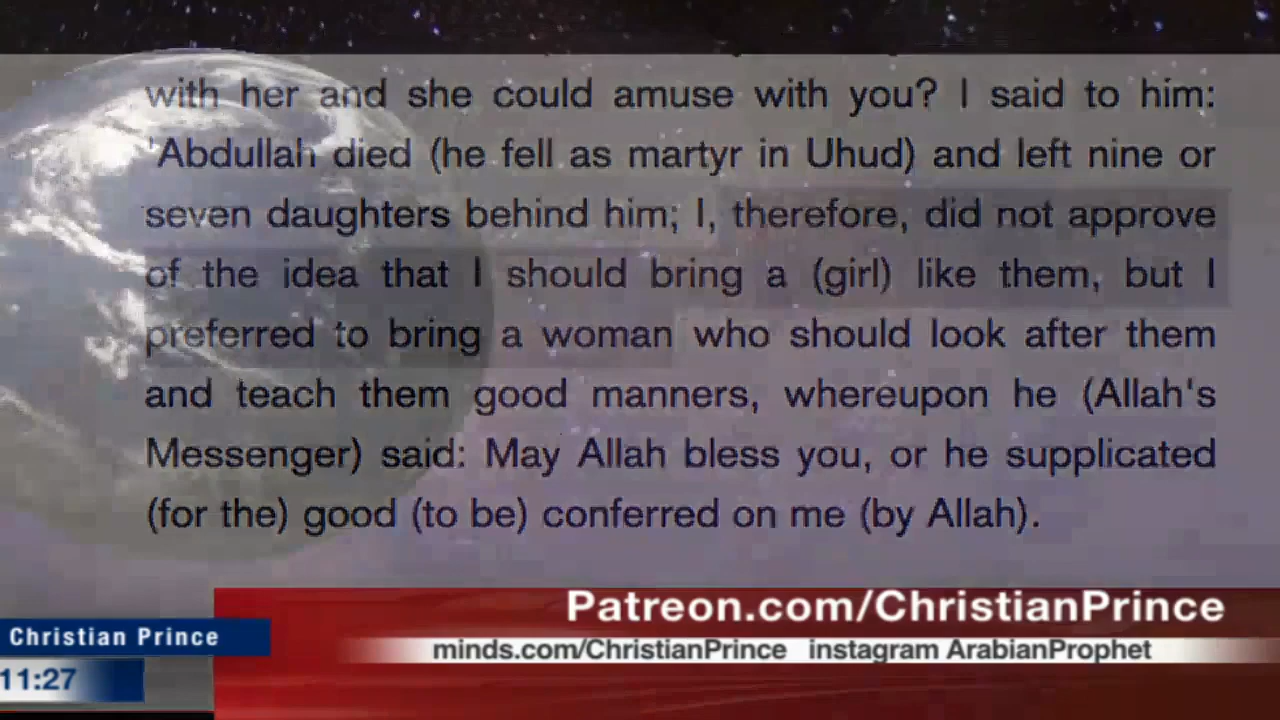 with her and she could amuse with you? I said to him:
'Abdullah died (he fell as martyr in Uhud) and left nine or
seven daughters behind him; I, therefore, did not approve
of the idea that I should bring a (girl) like them, but I
preferred to bring a woman who should look after them
and teach them good manners, whereupon he (Allah's
Messenger) said: May Allah bless you, or he supplicated
(for the) good (to be) conferred on me (by Allah).
Patreon.com/ChristianPrince
Christian Prince
minds.com/ChristianPrince instagram ArabianProphet
11:27